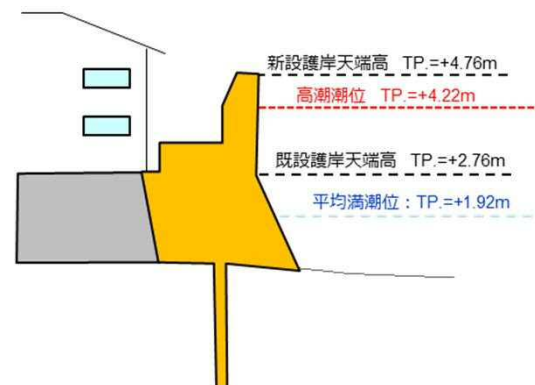 新設護岸天端高 TP.=+4.76m
高潮潮位 TP.=+4.22m
既設護岸天端高 TP.=+2.76m
平均満潮位：TP.=+1.92m